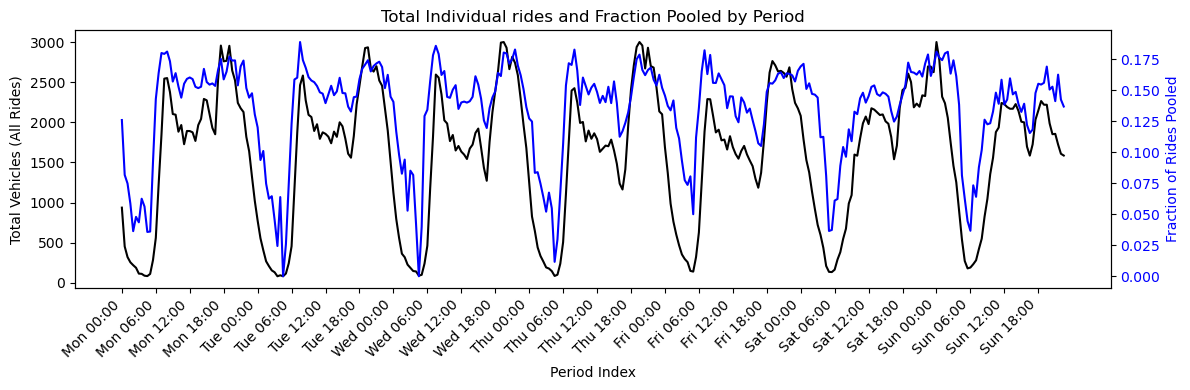 Total Individual rides and Fraction Pooled by Period
Total Vehicles (All Rides)
3000
2500
2000
1500
1000
500
0
0.175
0.150
0.125
0.100
0.075
0.050
0.025
0.000
Fraction of Rides Pooled
Mon 00:00
Mon 06:00
Mon 12:00
Mon 18:00
Tue 00:00
Tue 06:00
Tue 12:00
Tue 18:00
Wed 00:00
Wed 06:00
Wed 12:00
Wed 18:00
Thu 00:00
Thu 06:00
Thu 12:00
Thu 18:00
Fri 00:00
Fri 06:00
Fri 12:00
Fri 18:00
Sat 00:00
Sat 06:00
Sat 12:00
Sat 18:00
Sun 00:00
Sun 06:00
Sun 12:00
Sun 18:00
Period Index